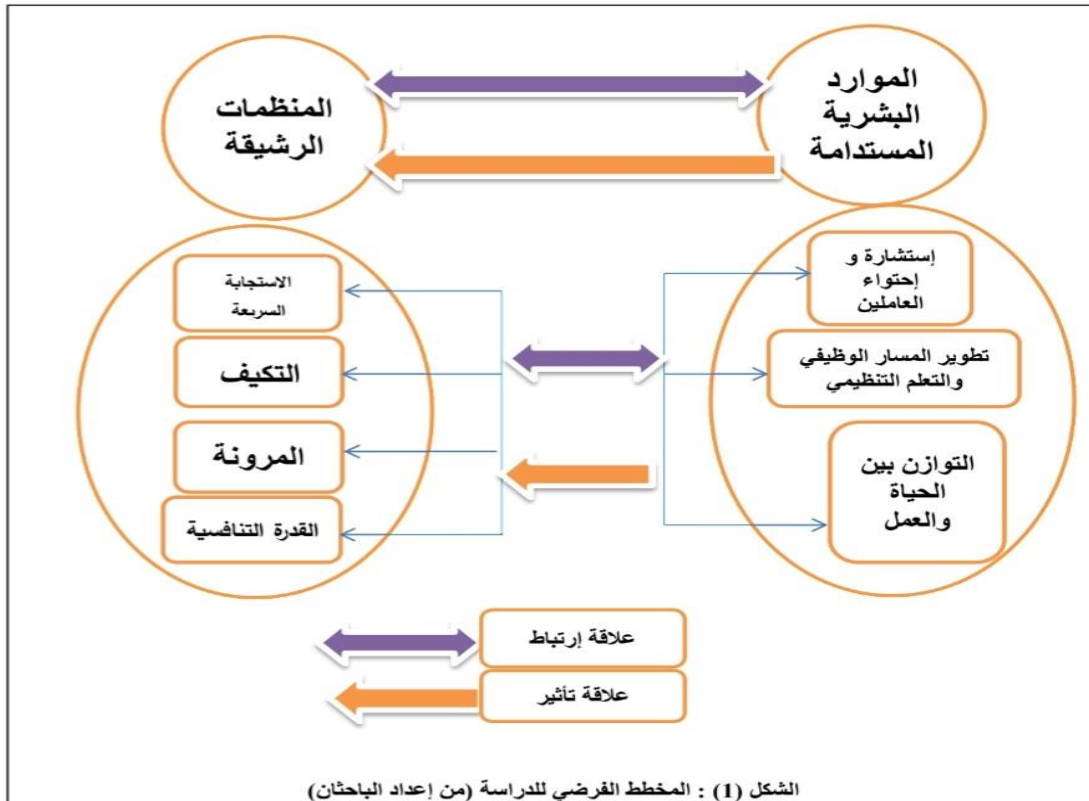 الموارد
البشرية
المستدامة
المنظمات
الرشيقة
إستشارة و
إحتواء
العاملين
تطوير المسار الوظيفي
والتعلم التنظيمي
التوازن بين
الحياة
والعمل
الاستجابة
السريعة
التكيف
المرونة
القدرة التنافسية
علاقة إرتباط
علاقة تأثير
الشكل (1) : المخطط الفرضي للدراسة (من إعداد الباحثان)